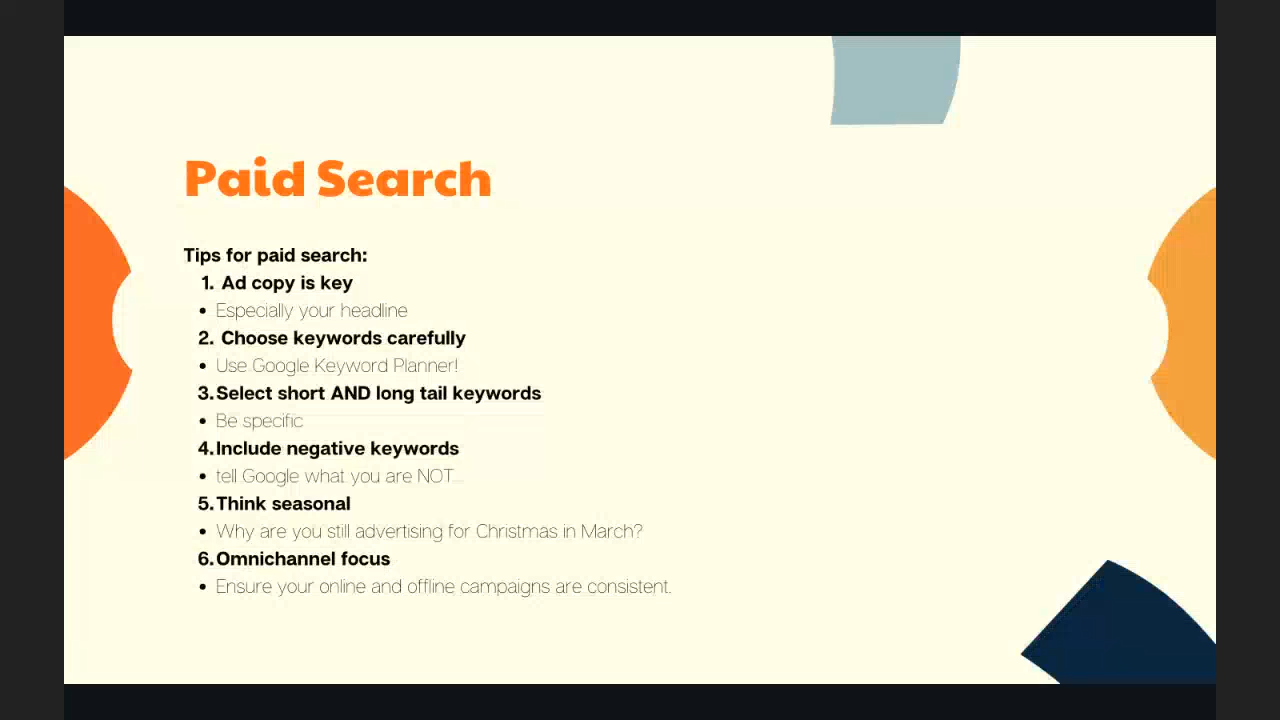 Paid Search
Tips for paid search:
1. Ad copy is key
• Especially your headline
2. Choose keywords carefully
• Use Google Keyword Planner!
3. Select short AND long tail keywords
• Be specific
4. Include negative keywords
• tell Google what you are NOT...
5. Think seasonal
• Why are you still advertising for Christmas in March?
6. Omnichannel focus
• Ensure your online and offline campaigns are consistent.